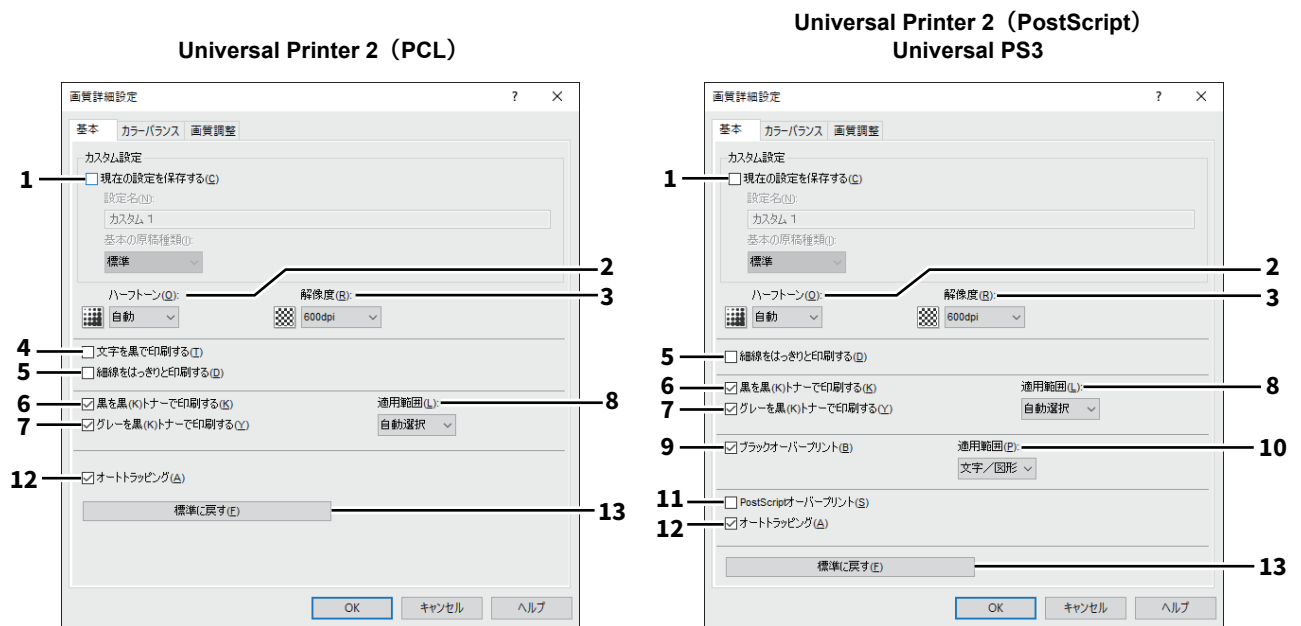 Universal Printer 2（PCL）
画質詳細設定 ? ×
基本 カラーバランス 画質調整
カスタム設定
1 現在の設定を保存する(C)
設定名(N):
カスタム 1
基本の原稿種類(I):
標準
2
ハーフトーン(O): 解像度(R): 3
自動 600dpi
4 文字を黒で印刷する(T)
5 細線をはっきりと印刷する(D)
6 黒を黒(K)トナーで印刷する(K) 適用範囲(L): 8
7 グレーを黒(K)トナーで印刷する(Y) 自動選択
12 オートトラッピング(A)
標準に戻す(F) 13
OK キャンセル ヘルプ
Universal Printer 2（PostScript）
Universal PS3
画質詳細設定 ? ×
基本 カラーバランス 画質調整
カスタム設定
1 現在の設定を保存する(C)
設定名(N):
カスタム 1
基本の原稿種類(I):
標準
2
ハーフトーン(O): 解像度(R): 3
自動 600dpi
5 細線をはっきりと印刷する(D)
6 黒を黒(K)トナーで印刷する(K) 適用範囲(L): 8
7 グレーを黒(K)トナーで印刷する(Y) 自動選択
9 ブラックオーバープリント(B) 適用範囲(P): 10
文字／図形
11 PostScriptオーバープリント(S)
12 オートトラッピング(A)
標準に戻す(F) 13
OK キャンセル ヘルプ